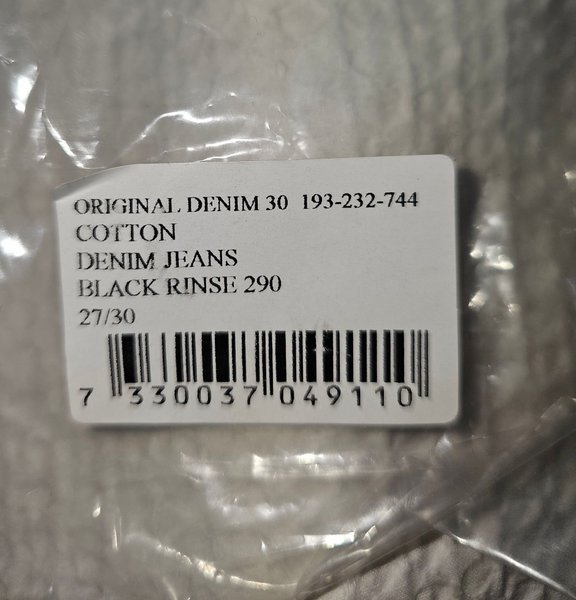 ORIGINAL DENIM 30 193-232-744
COTTON
DENIM JEANS
BLACK RINSE 290
27/30
7 330037 049110